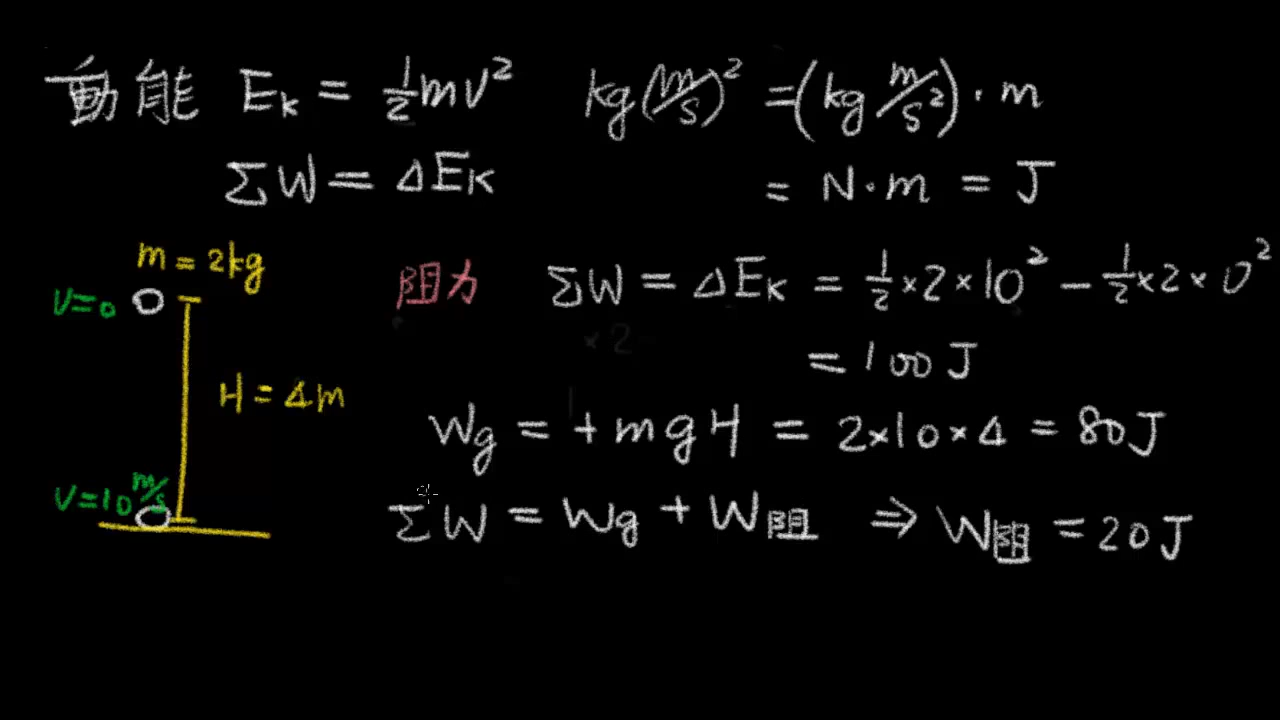 動能 Eₖ = ½mv² kg(m/s)² = (kg m/s²)·m
ΣW = ΔEₖ = N·m = J
m = 2kg
V=0
H = 4m
V=10 m/s
阻力 ΣW = ΔEₖ = ½×2×10² − ½×2×0²
= 100J
Wg = +mgH = 2×10×4 = 80J
ΣW = Wg + W阻 ⇒ W阻 = 20J